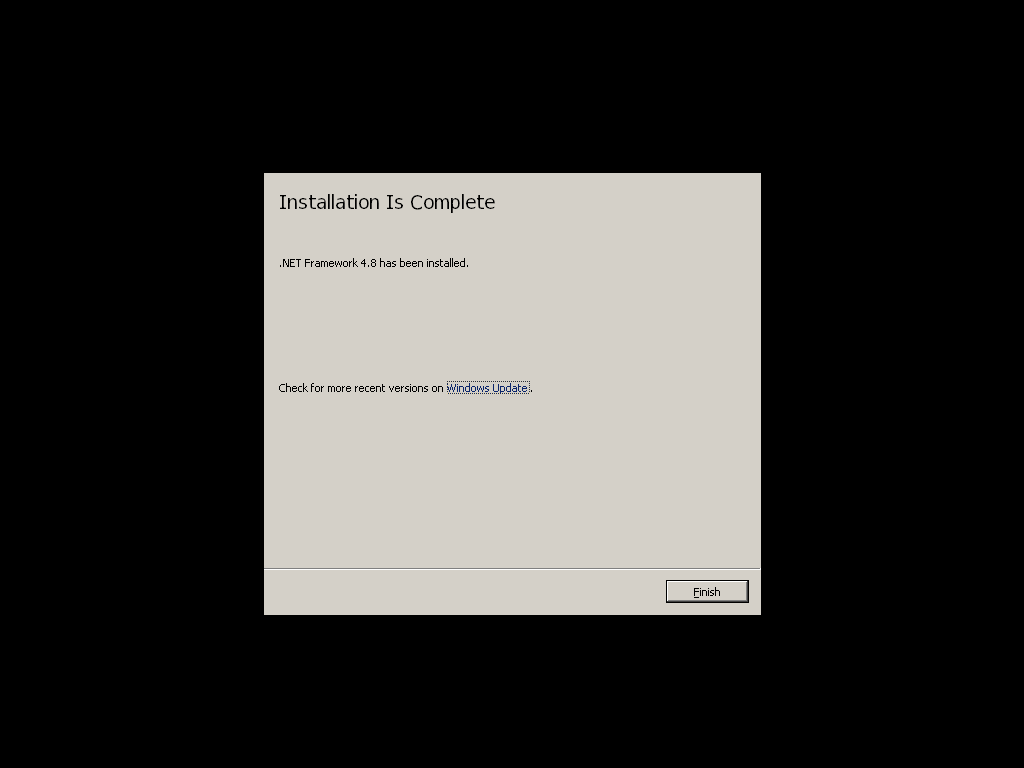 Installation Is Complete
.NET Framework 4.8 has been installed.
Check for more recent versions on Windows Update.
Finish